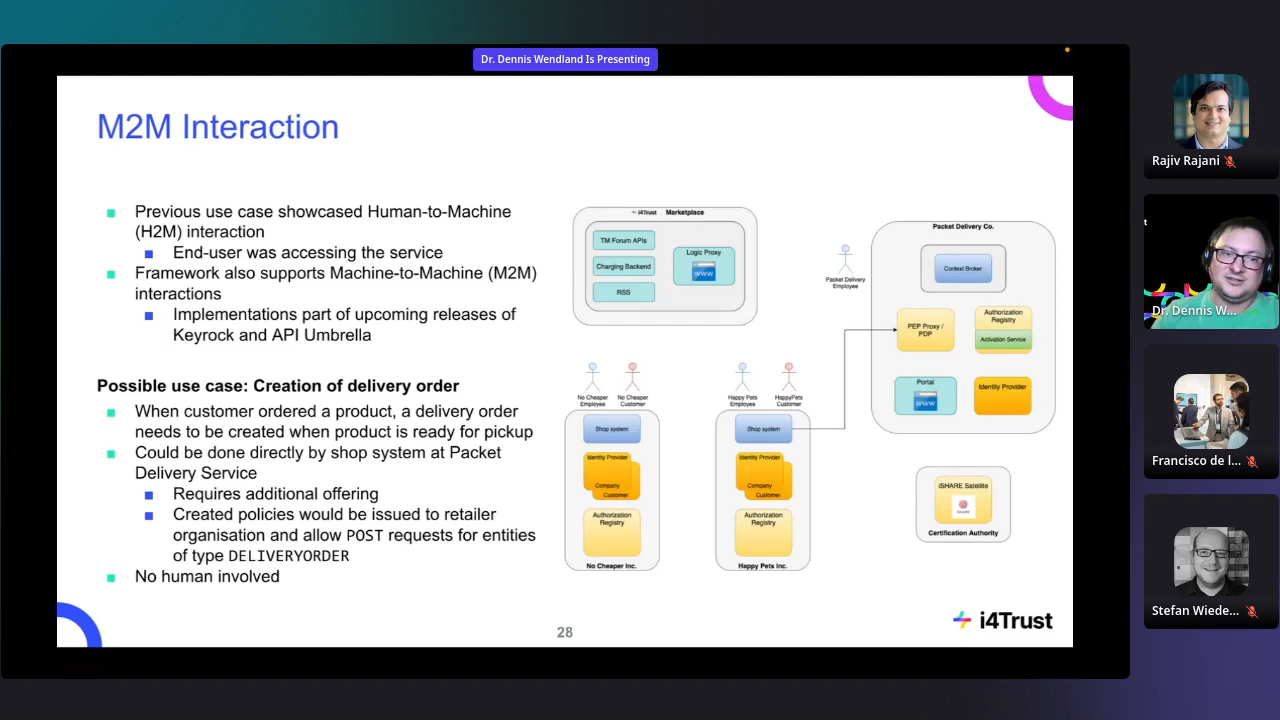 Dr. Dennis Wendland Is Presenting
M2M Interaction
Previous use case showcased Human-to-Machine
(H2M) interaction
End-user was accessing the service
Framework also supports Machine-to-Machine (M2M)
interactions
Implementations part of upcoming releases of
Keyrock and API Umbrella
Possible use case: Creation of delivery order
When customer ordered a product, a delivery order
needs to be created when product is ready for pickup
Could be done directly by shop system at Packet
Delivery Service
Requires additional offering
Created policies would be issued to retailer
organisation and allow POST requests for entities
of type DELIVERYORDER
No human involved
i4Trust Marketplace
TM Forum APIs
Charging Backend
RSS
Logic Proxy
WWW
Packet Delivery
Employee
Packet Delivery Co.
Context Broker
PEP Proxy /
PDP
Authorization
Registry
Activation Service
Portal
WWW
Identity Provider
No Cheaper
Employee
No Cheaper
Customer
Shop system
Identity Provider
Company
Customer
Authorization
Registry
No Cheaper Inc.
Happy Pets
Employee
HappyPets
Customer
Shop system
Identity Provider
Company
Customer
Authorization
Registry
Happy Pets Inc.
iSHARE Satellite
Certification Authority
28
i4Trust
Rajiv Rajani
Dr. Dennis W...
Francisco de l...
Stefan Wiede...